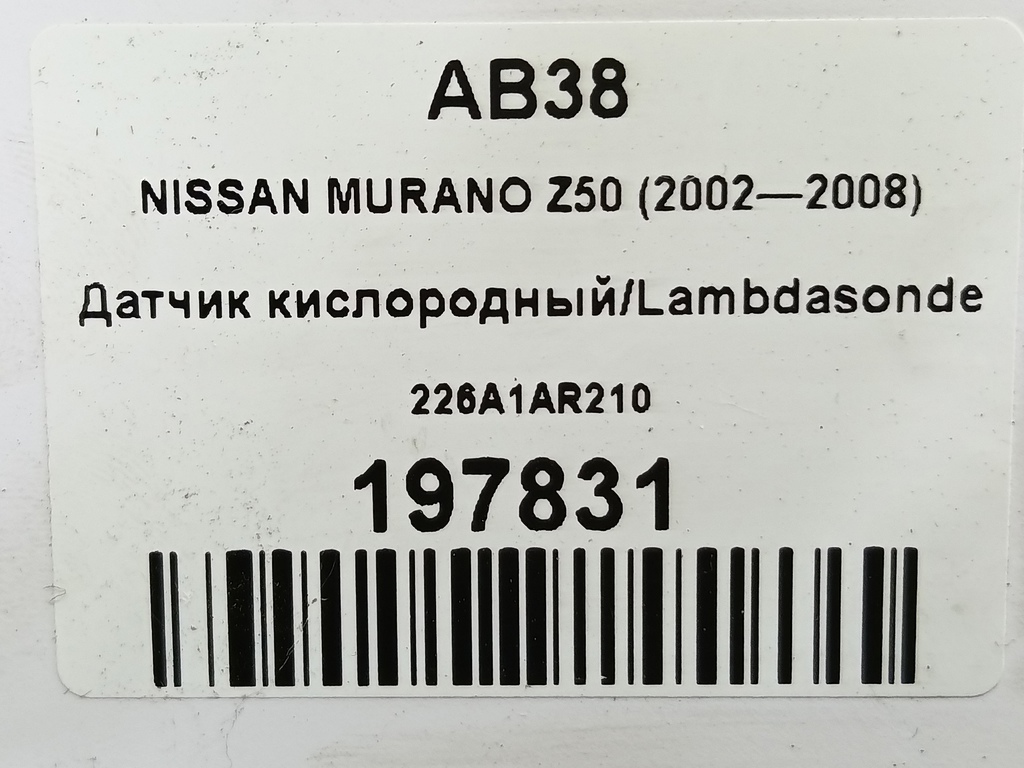 AB38
NISSAN MURANO Z50 (2002—2008)
Датчик кислородный/Lambdasonde
226A1AR210
197831